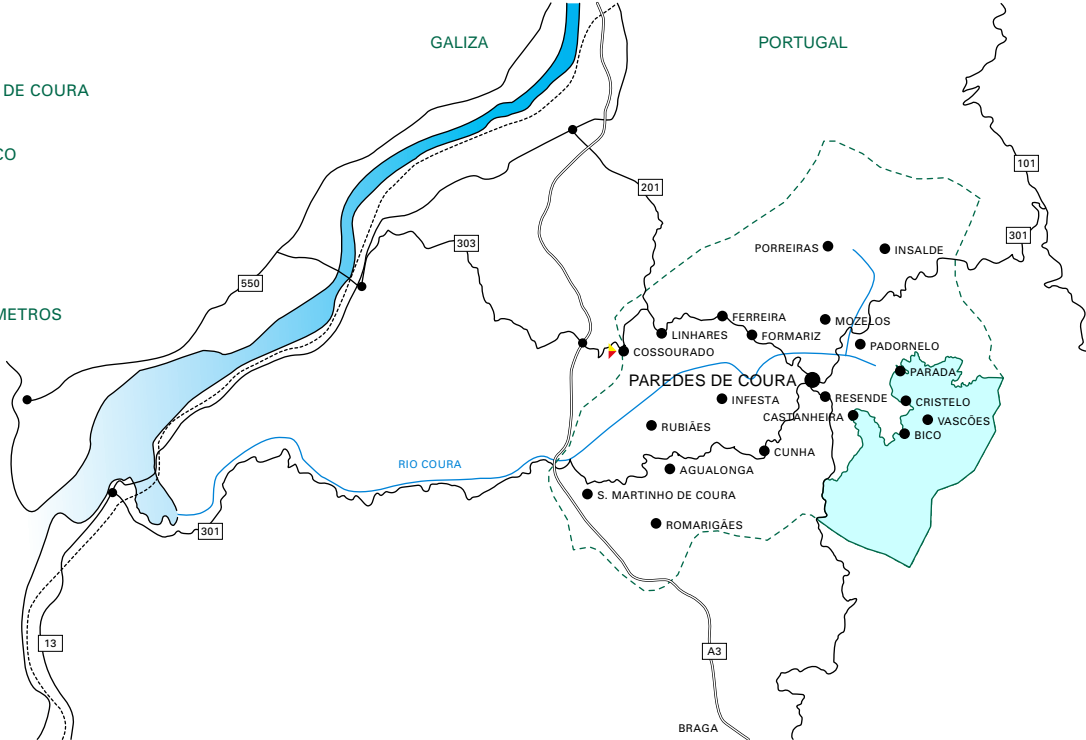 GALIZA
PORTUGAL
DE COURA
CO
METROS
101
201
301
303
550
PORREIRAS
INSALDE
FERREIRA
MOZELOS
LINHARES
FORMARIZ
PADORNELO
COSSOURADO
PARADA
PAREDES DE COURA
INFESTA
RESENDE
CRISTELO
CASTANHEIRA
VASCÕES
RUBIÃES
BICO
CUNHA
RIO COURA
AGUALONGA
S. MARTINHO DE COURA
ROMARIGÃES
301
13
A3
BRAGA